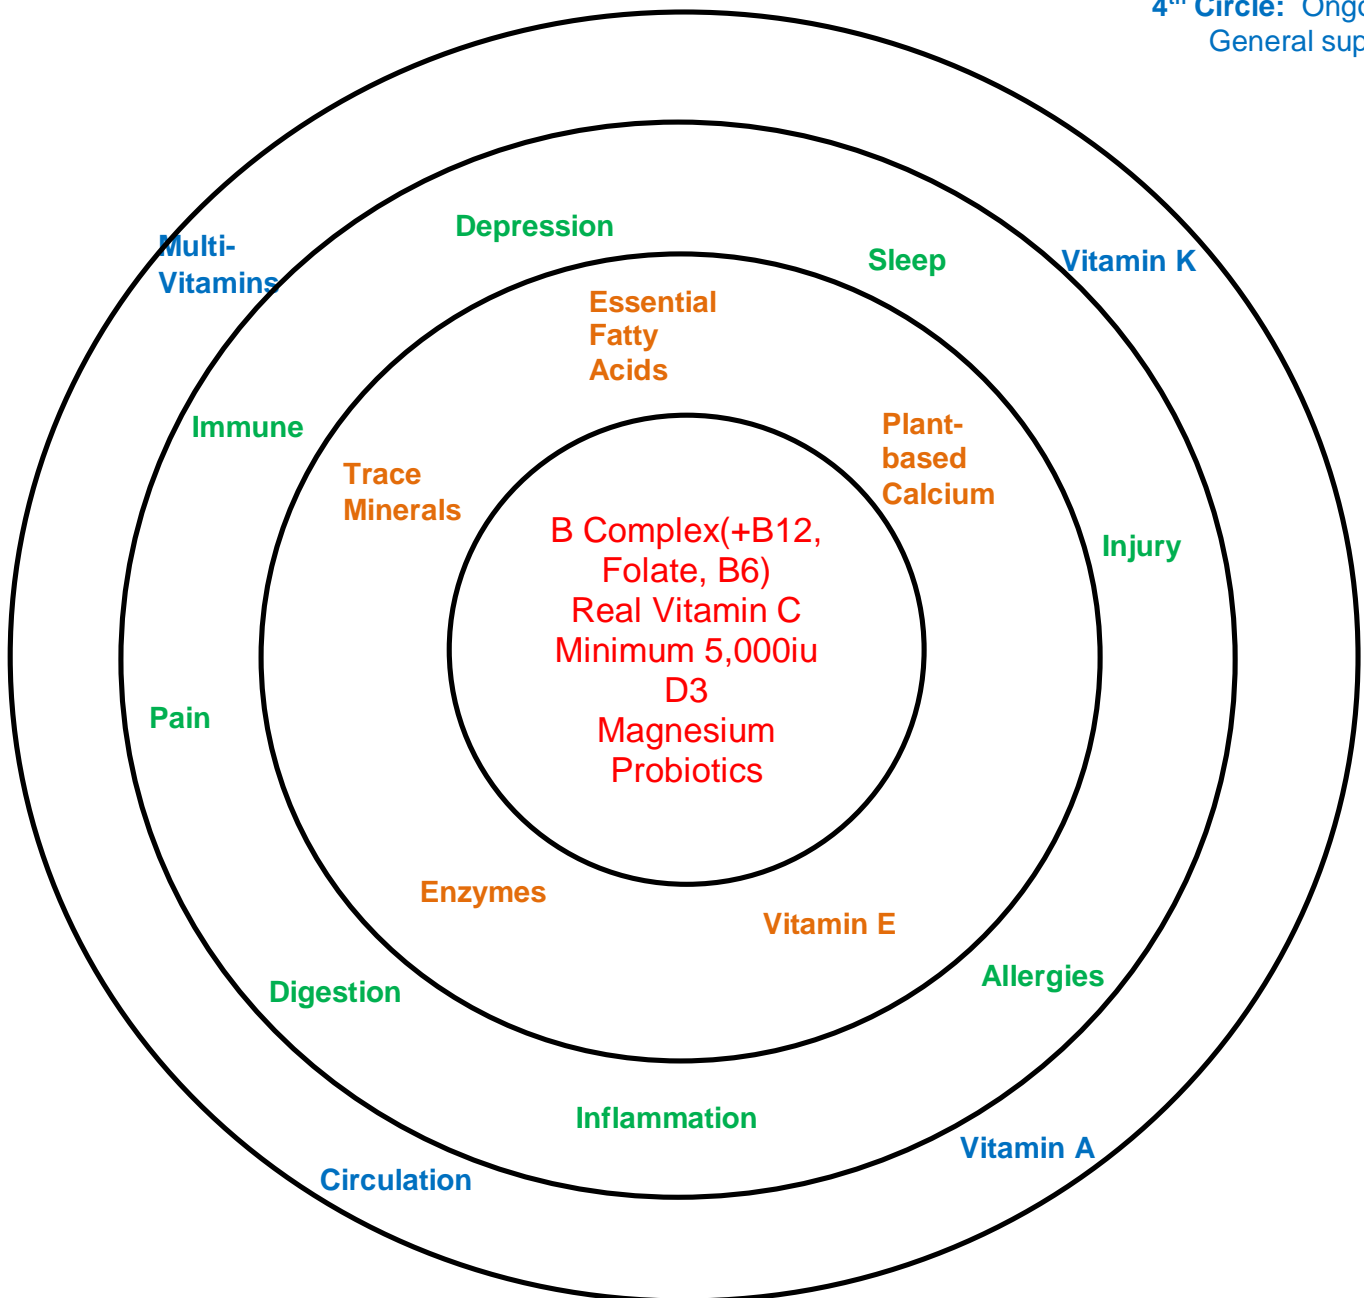 4th Circle: Ongo
General sup
Depression
Multi-
Vitamins
Sleep
Vitamin K
Essential
Fatty
Acids
Immune
Plant-
based
Calcium
Trace
Minerals
B Complex(+B12,
Folate, B6)
Real Vitamin C
Minimum 5,000iu
D3
Magnesium
Probiotics
Injury
Pain
Enzymes
Vitamin E
Digestion
Allergies
Inflammation
Vitamin A
Circulation